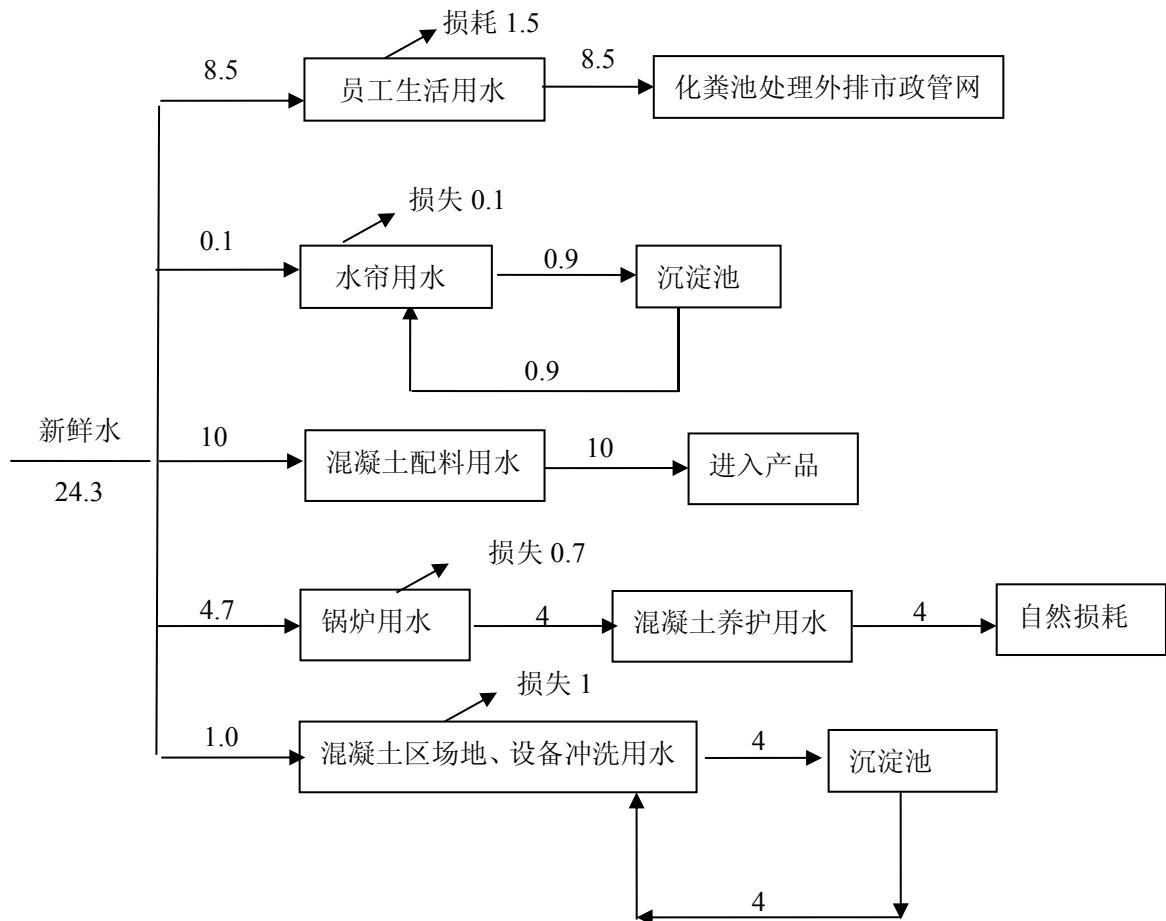 损耗 1.5
8.5
员工生活用水
8.5
化粪池处理外排市政管网
损失 0.1
0.1
水帘用水
0.9
沉淀池
0.9
新鲜水
24.3
10
混凝土配料用水
10
进入产品
损失 0.7
4.7
锅炉用水
4
混凝土养护用水
4
自然损耗
损失 1
1.0
混凝土区场地、设备冲洗用水
4
沉淀池
4